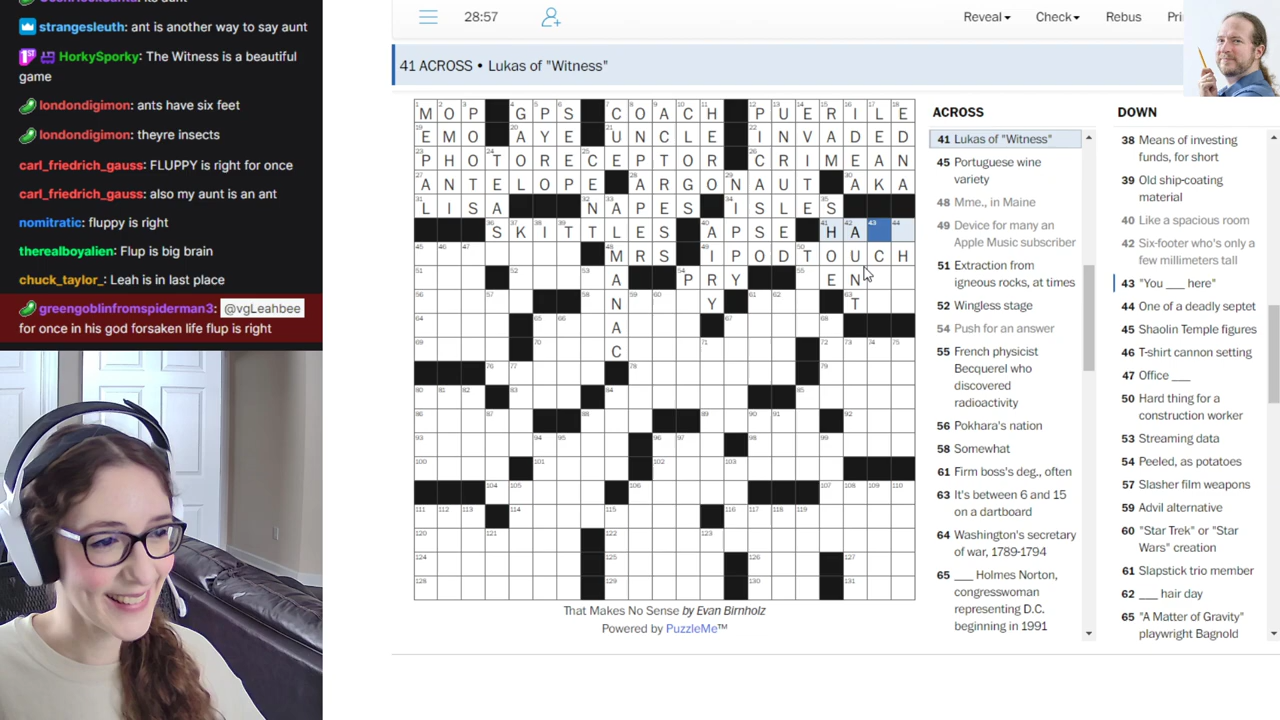 strangesleuth: ant is another way to say aunt
HorkySporky: The Witness is a beautiful
game
londondigimon: ants have six feet
londondigimon: theyre insects
carl_friedrich_gauss: FLUPPY is right for once
carl_friedrich_gauss: also my aunt is an ant
nomitratic: fluppy is right
therealboyalien: Flup is big brain
chuck_taylor_: Leah is in last place
greengoblinfromspiderman3: @vgLeahbee
for once in his god forsaken life flup is right
28:57
Reveal
Check
Rebus
41 ACROSS • Lukas of "Witness"
M O P G P S C O A C H P U E R I L E
E M O A Y E U N C L E I N V A D E D
P H O T O R E C E P T O R C R I M E A N
A N T E L O P E A R G O N A U T A K A
L I S A N A P E S I S L E S
S K I T T L E S A P S E H A
M R S I P O D T O U C H
A P R Y E N
N Y T
A
C
That Makes No Sense by Evan Birnholz
Powered by PuzzleMe™
ACROSS
41 Lukas of "Witness"
45 Portuguese wine
variety
48 Mme., in Maine
49 Device for many an
Apple Music subscriber
51 Extraction from
igneous rocks, at times
52 Wingless stage
54 Push for an answer
55 French physicist
Becquerel who
discovered
radioactivity
56 Pokhara's nation
58 Somewhat
61 Firm boss's deg., often
63 It's between 6 and 15
on a dartboard
64 Washington's secretary
of war, 1789-1794
65 ___ Holmes Norton,
congresswoman
representing D.C.
beginning in 1991
DOWN
38 Means of investing
funds, for short
39 Old ship-coating
material
40 Like a spacious room
42 Six-footer who's only a
few millimeters tall
43 "You ___ here"
44 One of a deadly septet
45 Shaolin Temple figures
46 T-shirt cannon setting
47 Office ___
50 Hard thing for a
construction worker
53 Streaming data
54 Peeled, as potatoes
57 Slasher film weapons
59 Advil alternative
60 "Star Trek" or "Star
Wars" creation
61 Slapstick trio member
62 ___ hair day
65 "A Matter of Gravity"
playwright Bagnold